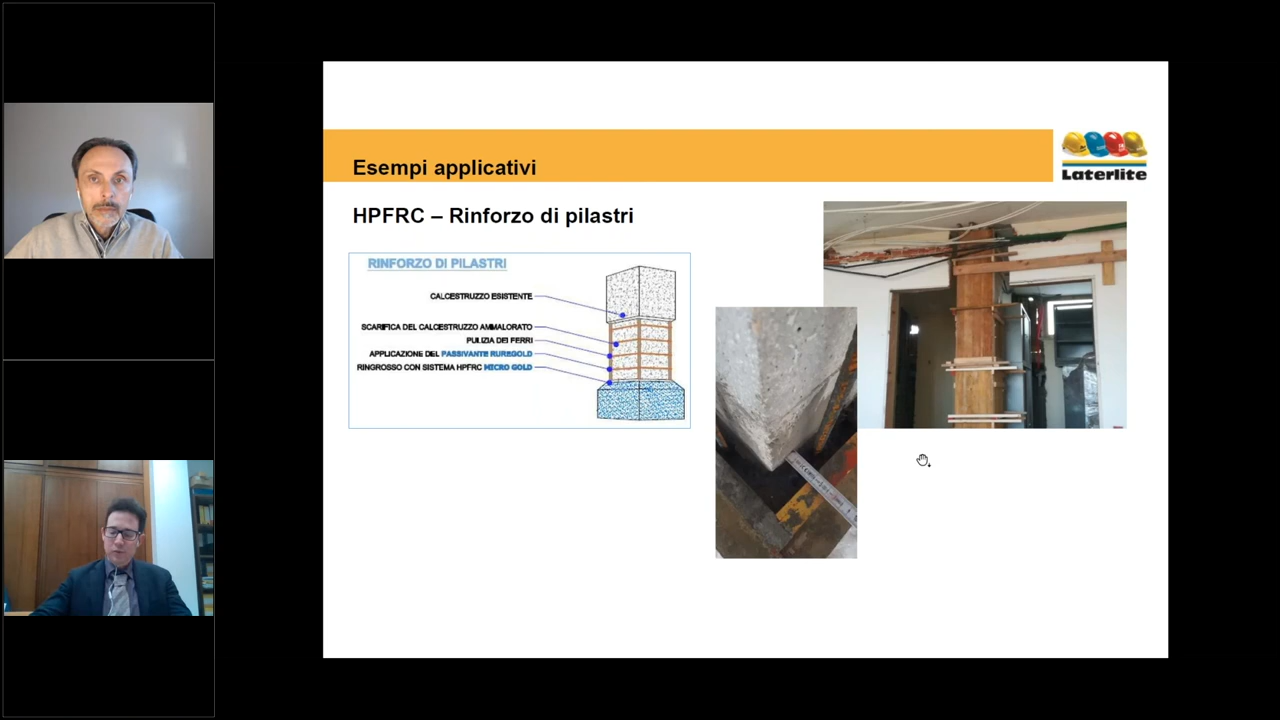 Esempi applicativi
Laterlite
HPFRC – Rinforzo di pilastri
RINFORZO DI PILASTRI
CALCESTRUZZO ESISTENTE
SCARIFICA DEL CALCESTRUZZO AMMALORATO
PULIZIA DEI FERRI
APPLICAZIONE DEL PASSIVANTE RUREGOLD
RINGROSSO CON SISTEMA HPFRC MICRO GOLD